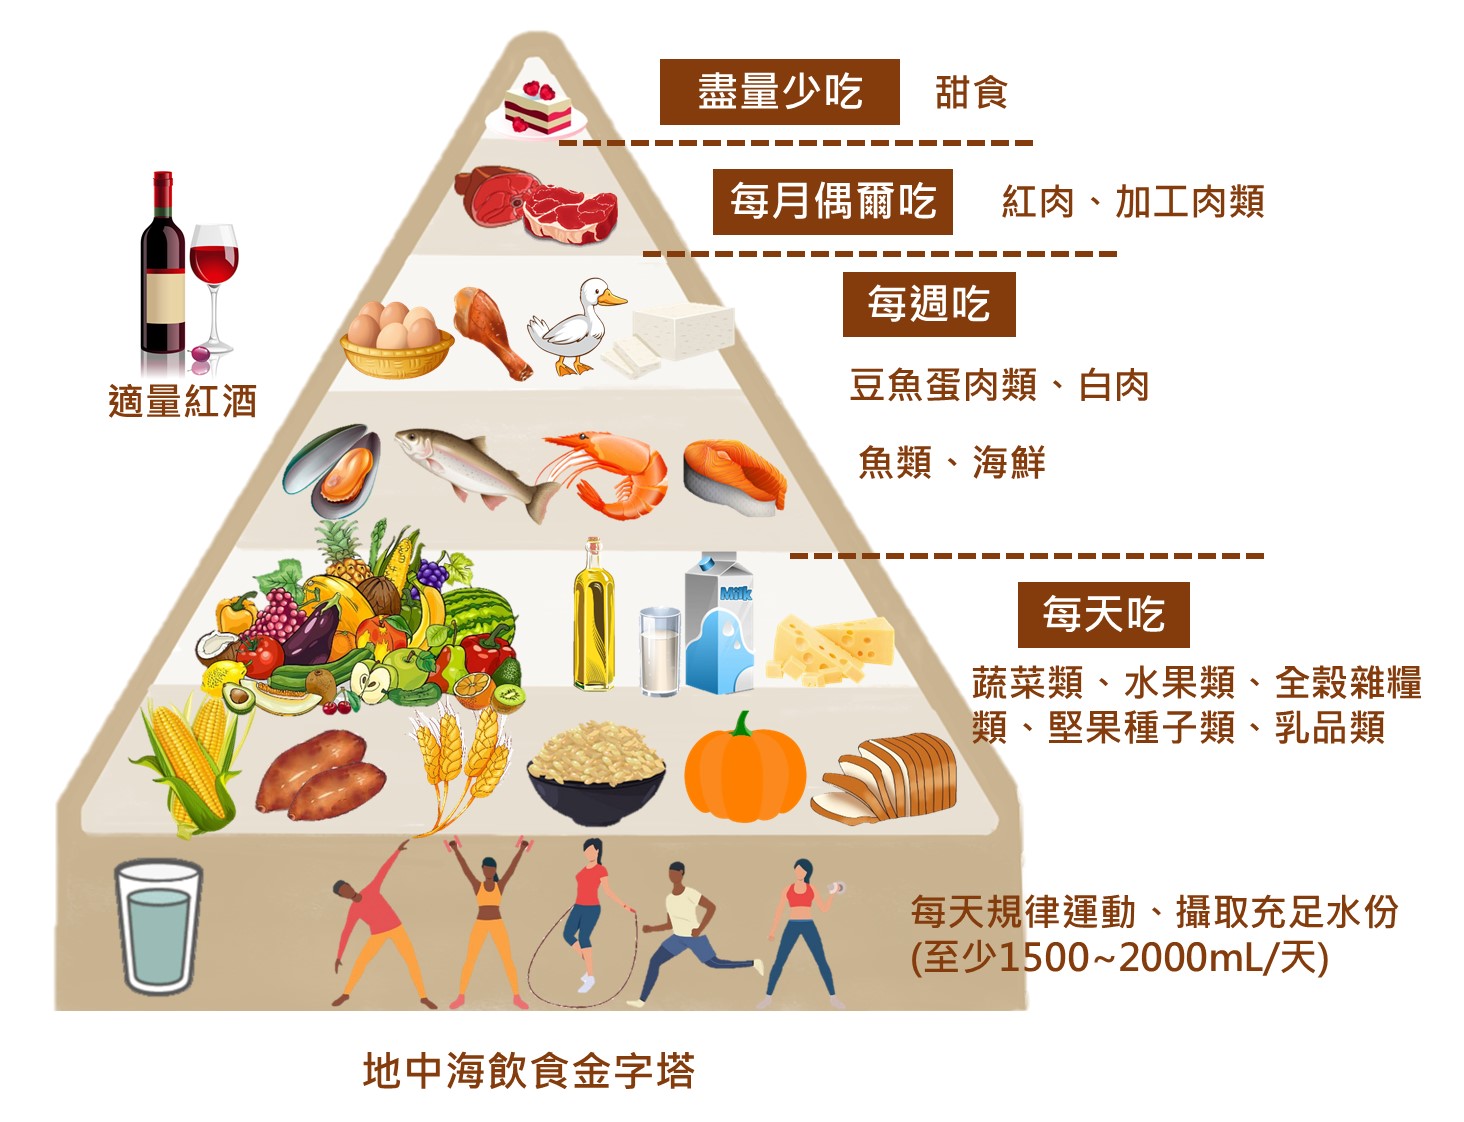 盡量少吃 甜食
每月偶爾吃 紅肉、加工肉類
每週吃
豆魚蛋肉類、白肉
適量紅酒
魚類、海鮮
Milk
每天吃
蔬菜類、水果類、全穀雜糧
類、堅果種子類、乳品類
每天規律運動、攝取充足水份
(至少1500~2000mL/天)
地中海飲食金字塔